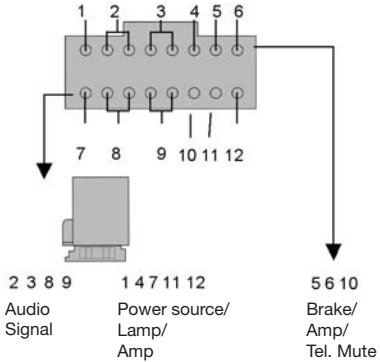 1 2 3 4 5 6
7 8 9 10 11 12
2 3 8 9 1 4 7 11 12 5 6 10
Audio Power source/ Brake/
Signal Lamp/ Amp/
Amp Tel. Mute